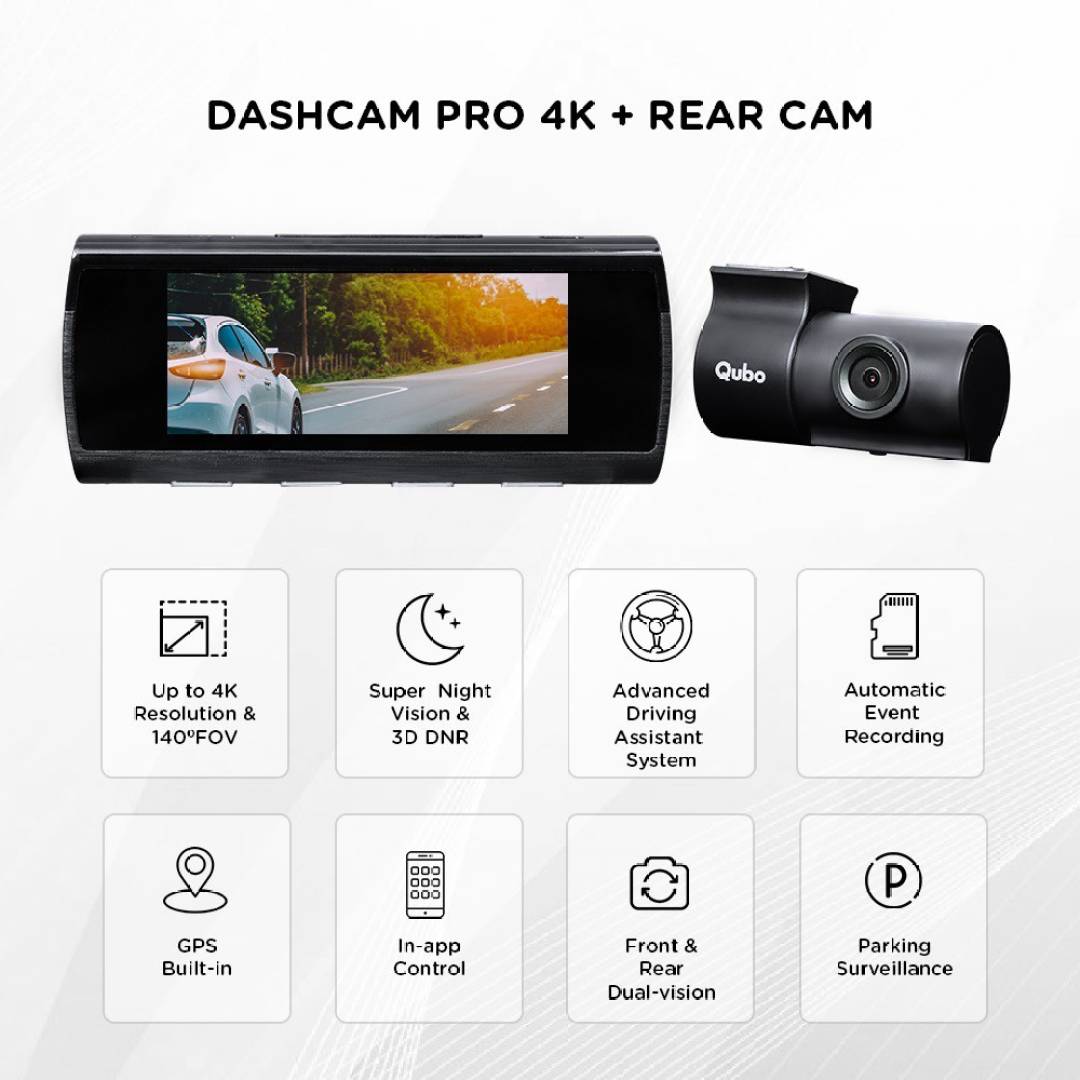 DASHCAM PRO 4K + REAR CAM
Qubo
Up to 4K
Resolution &
140⁰FOV
Super Night
Vision &
3D DNR
Advanced
Driving
Assistant
System
Automatic
Event
Recording
GPS
Built-in
In-app
Control
Front &
Rear
Dual-vision
P
Parking
Surveillance